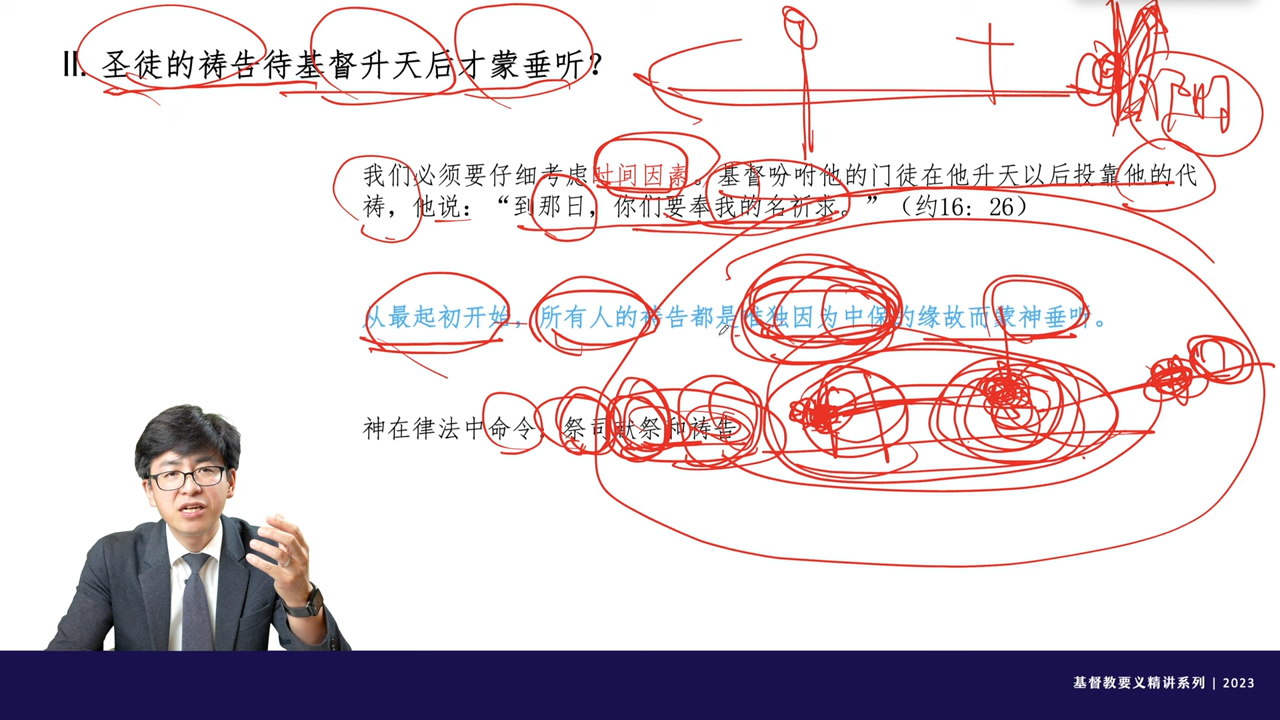 II. 圣徒的祷告待基督升天后才蒙垂听？
我们必须要仔细考虑时间因素。基督吩咐他的门徒在他升天以后投靠他的代
祷，他说：“到那日，你们要奉我的名祈求。”（约16：26）
从最起初开始，所有人的祷告都是惟独因为中保的缘故而蒙神垂听。
神在律法中命令，祭司献祭和祷告
基督教要义精讲系列 | 2023